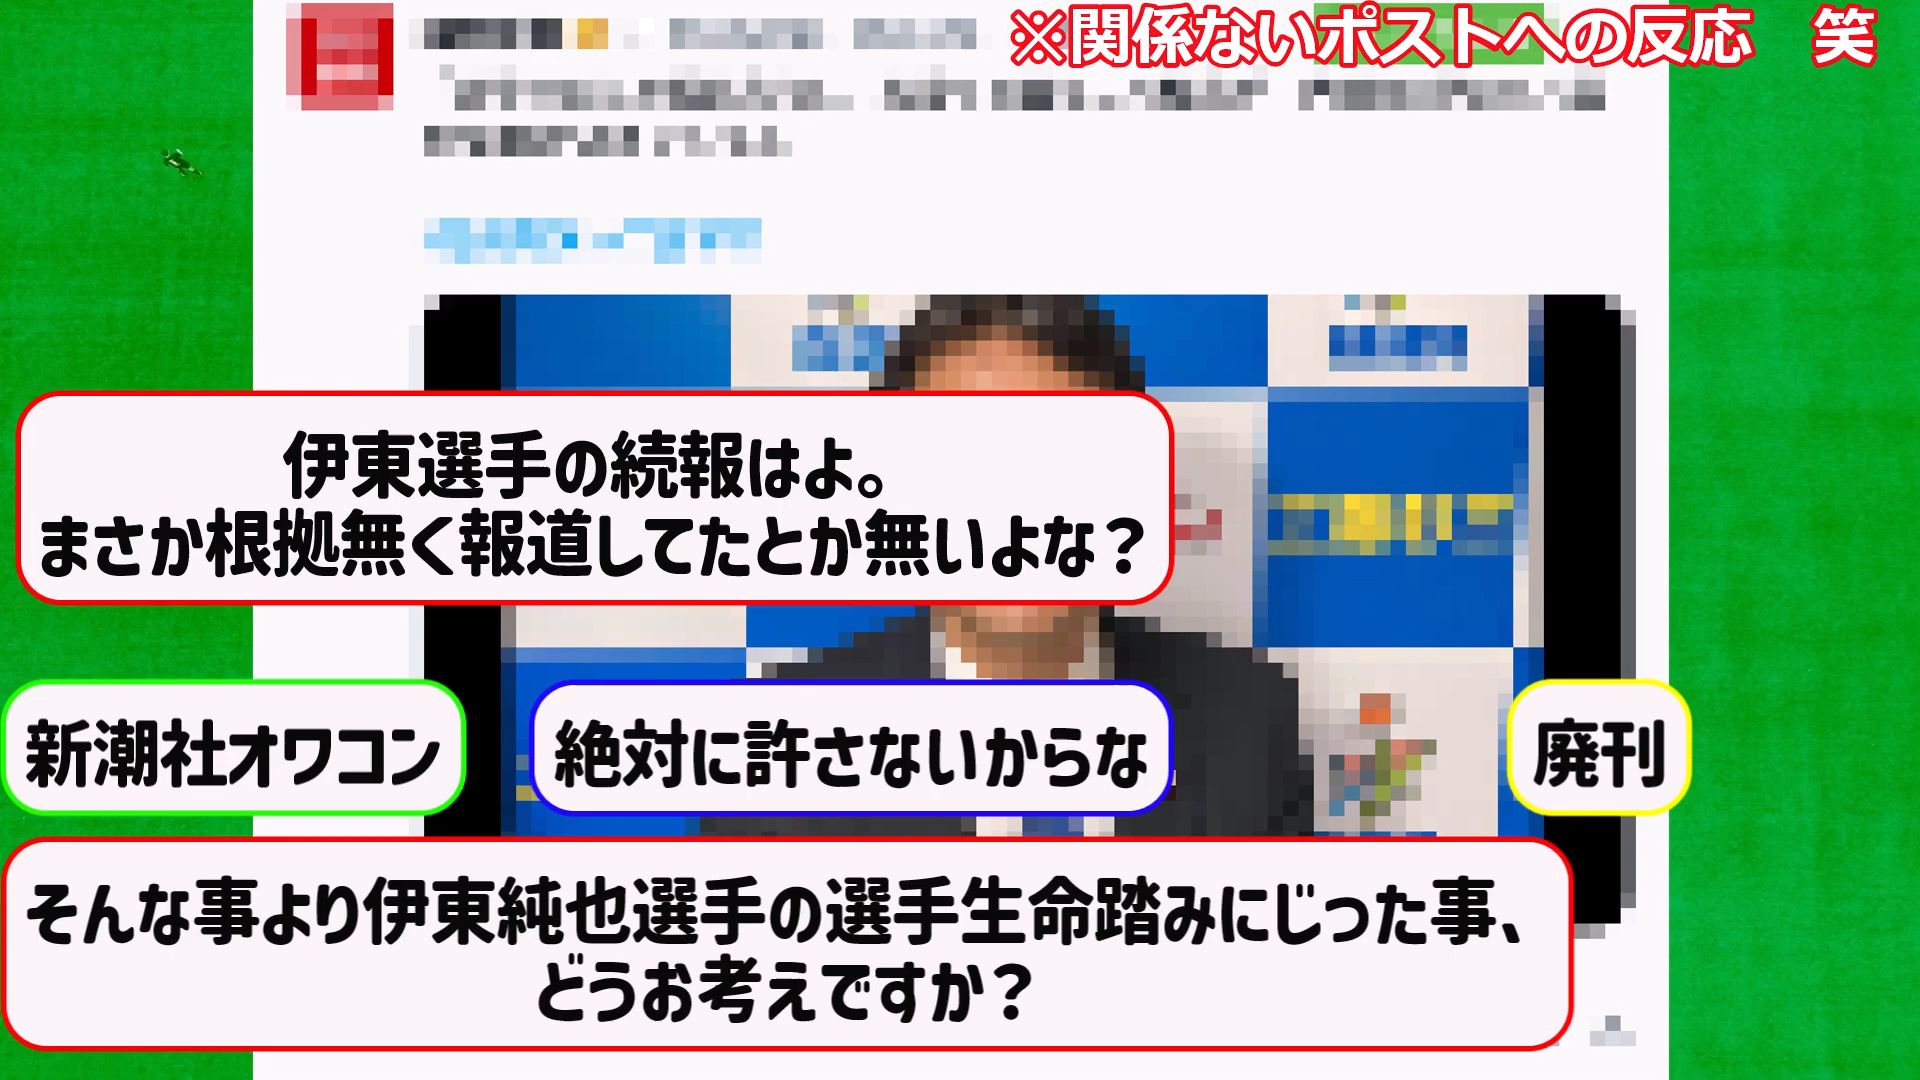 ※関係ないポストへの反応　笑
伊東選手の続報はよ。
まさか根拠無く報道してたとか無いよな？
新潮社オワコン
絶対に許さないからな
廃刊
そんな事より伊東純也選手の選手生命踏みにじった事、
どうお考えですか？